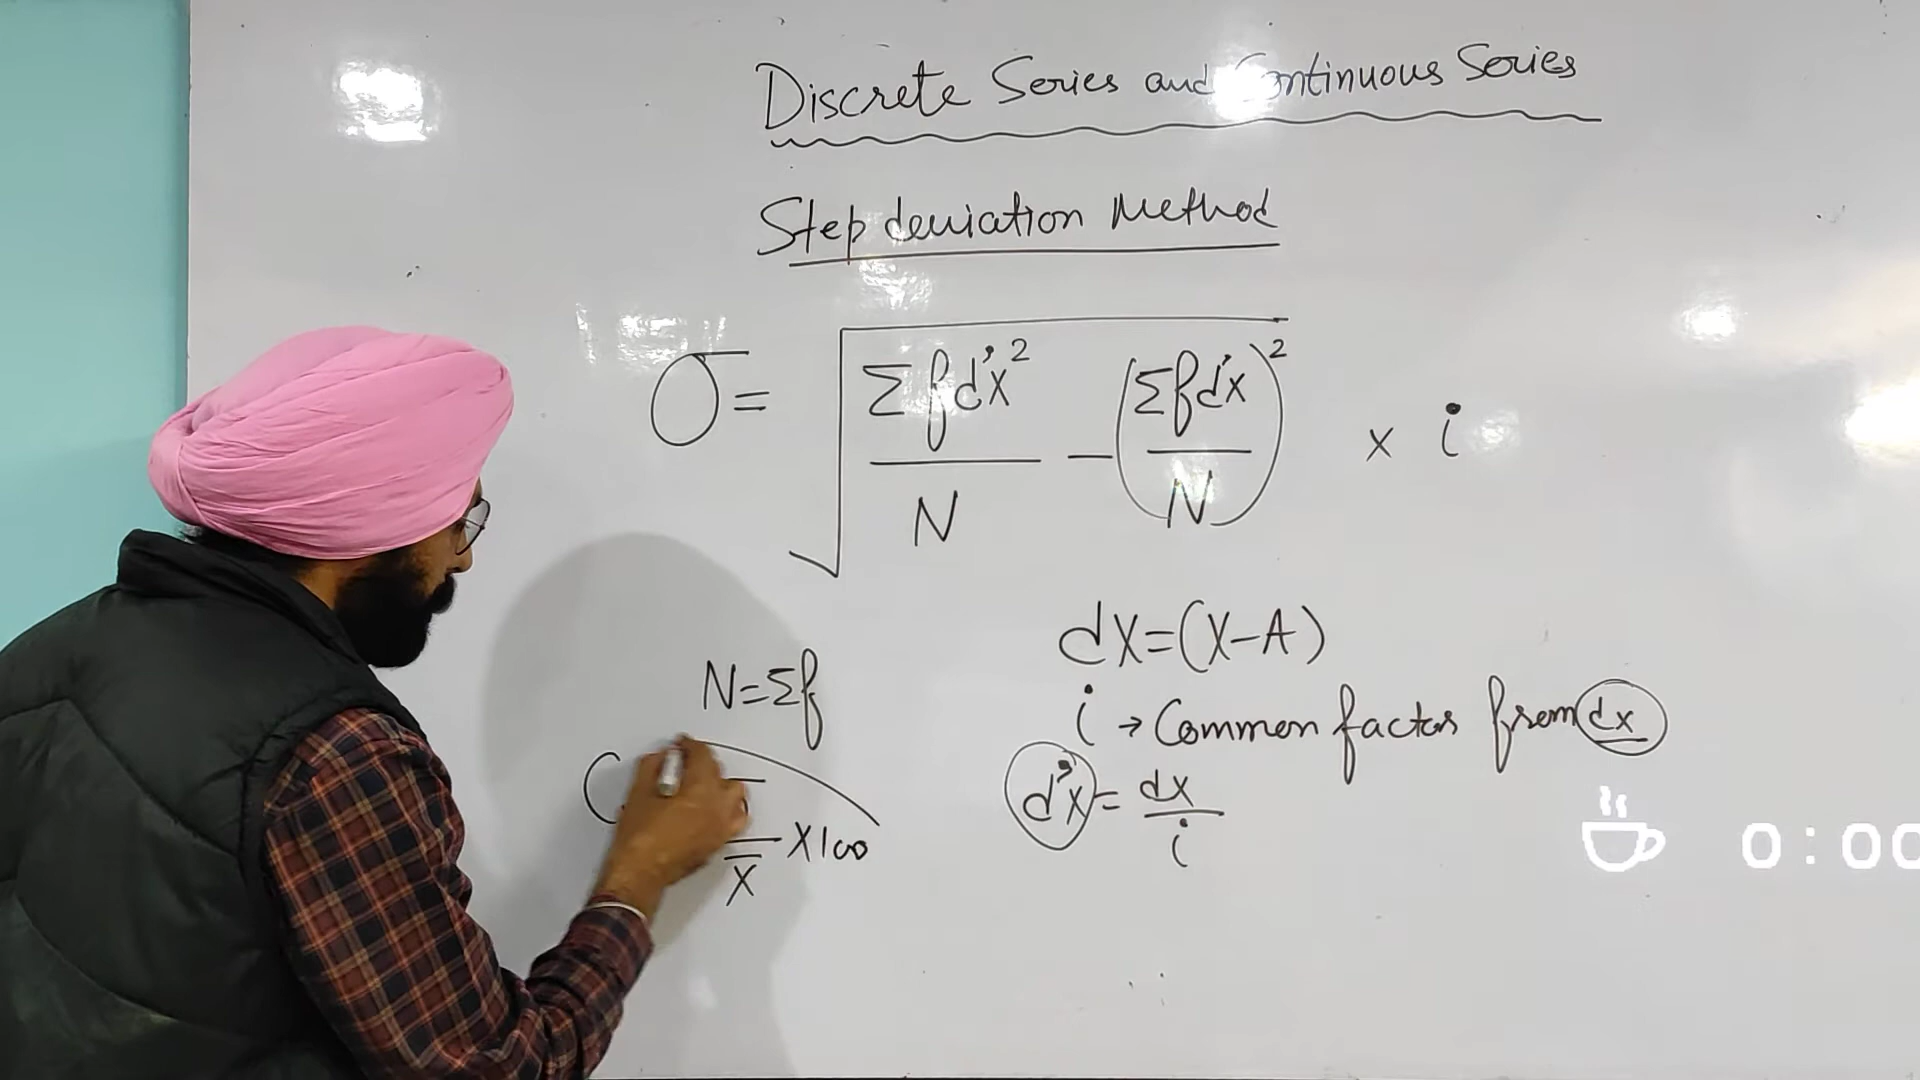 Discrete Series and Continuous Series
Step deviation Method
σ = √ Σfd'x² / N − (Σfd'x / N)² × i
dx = (x−A)
N = Σf
i → Common factor from dx
d'x = dx / i
C
x̄ × 100
0:00